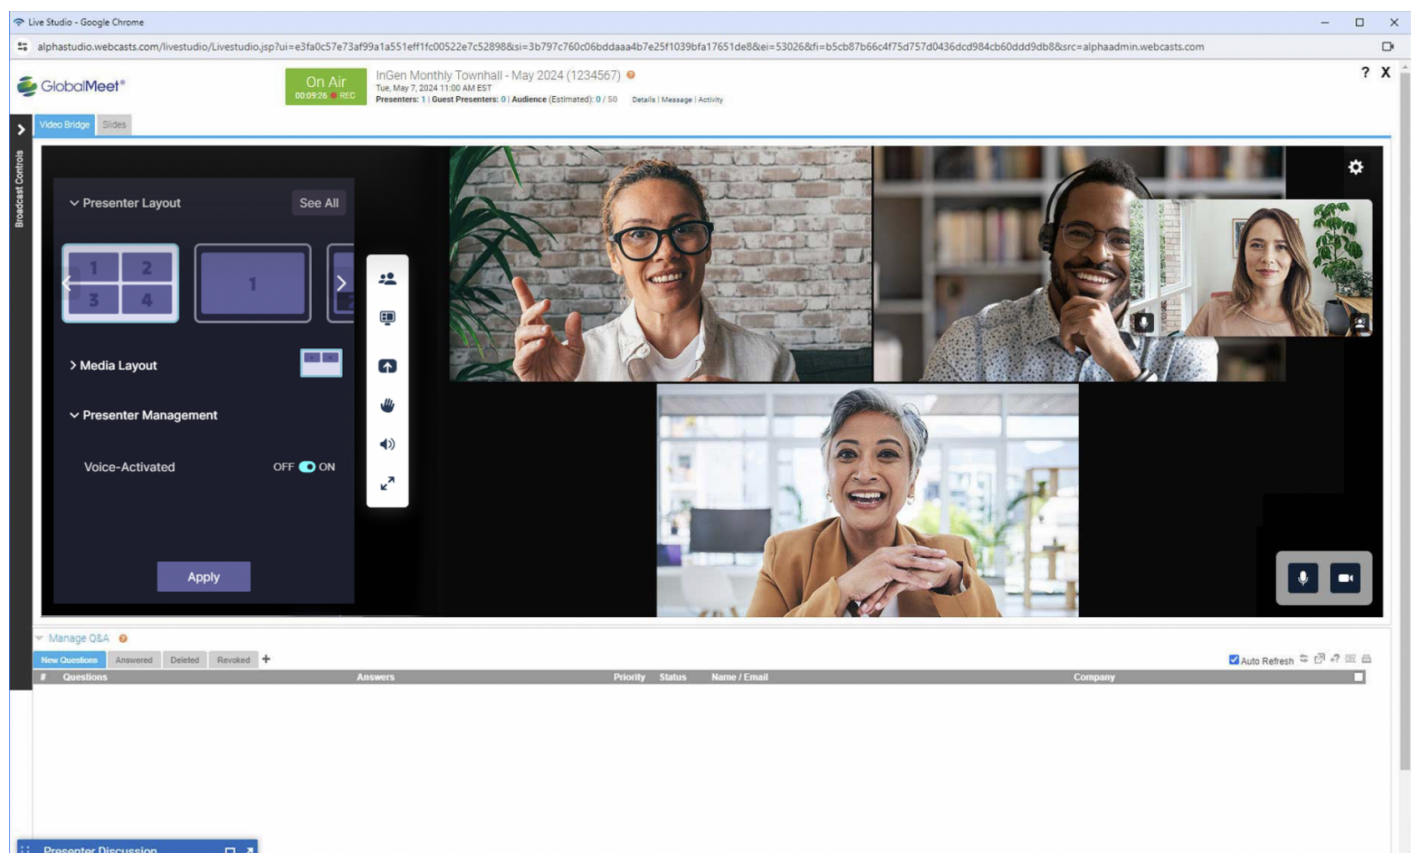 Live Studio - Google Chrome
alphastudio.webcasts.com/livestudio/Livestudio.jsp?ui=e3fa0c57e73af99a1a551eff1fc00522e7c52898&si=3b797c760c06bddaaa4b7e25f1039bfa17651de8&ei=53026&fi=b5cb87b66c4f75d757d0436dcd984cb60ddd9db8&src=alphaadmin.webcasts.com
GlobalMeet®
On Air
00:09:26 REC
InGen Monthly Townhall - May 2024 (1234567)
Tue, May 7, 2024 11:00 AM EST
Presenters: 1 | Guest Presenters: 0 | Audience (Estimated): 0 / 50 Details | Message | Activity
? X
Video Bridge Slides
Broadcast Controls
Presenter Layout See All
1 2 1
3 4
Media Layout
Presenter Management
Voice-Activated OFF ON
Apply
Manage Q&A
New Questions Answered Deleted Revoked +
Auto Refresh
# Questions Answers Priority Status Name / Email Company
Presenter Discussion